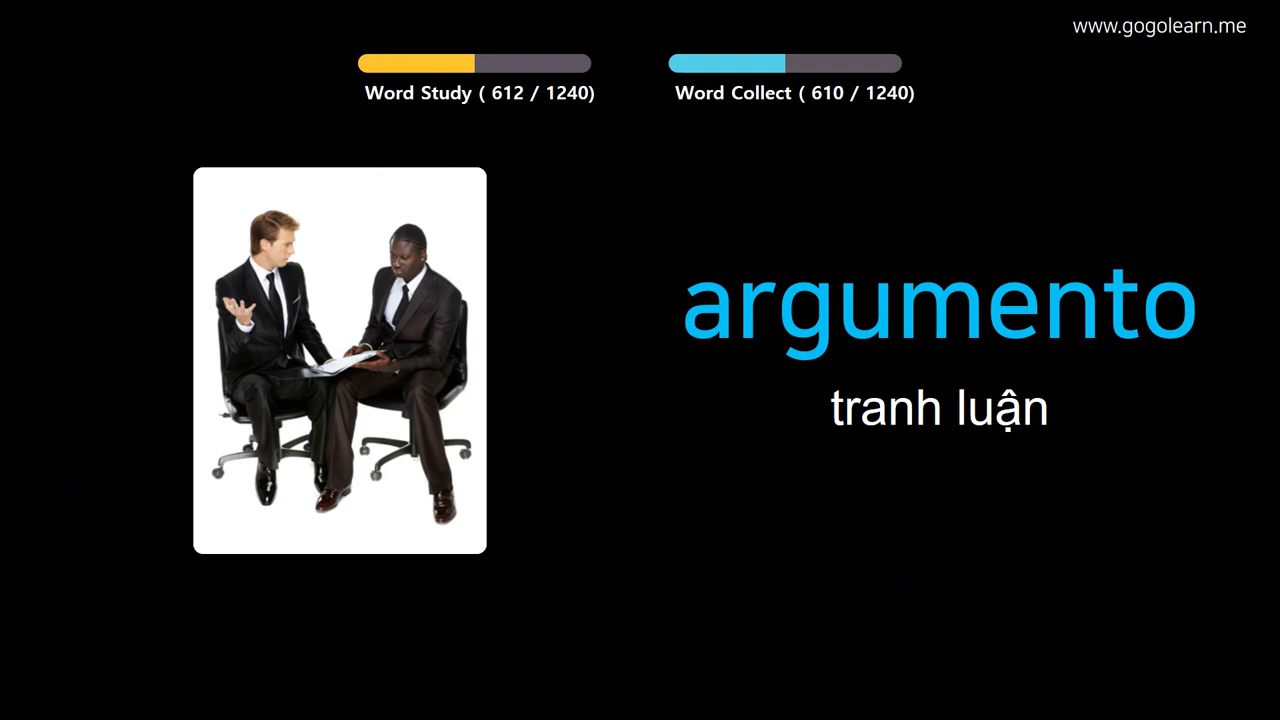 www.gogolearn.me
Word Study ( 612 / 1240)
Word Collect ( 610 / 1240)
argumento
tranh luận